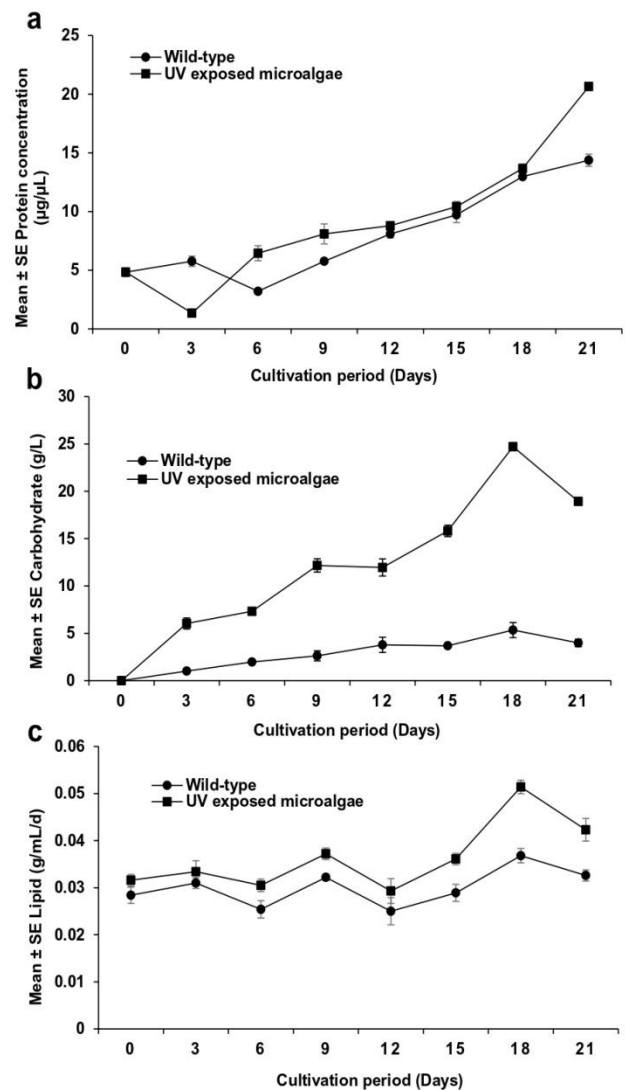 a
25
20
15
10
5
0
Mean ± SE Protein concentration
(µg/µL)
Wild-type
UV exposed microalgae
0 3 6 9 12 15 18 21
Cultivation period (Days)
b
30
25
20
15
10
5
0
Mean ± SE Carbohydrate (g/L)
Wild-type
UV exposed microalgae
0 3 6 9 12 15 18 21
Cultivation period (Days)
c
0.06
0.05
0.04
0.03
0.02
0.01
0
Mean ± SE Lipid (g/mL/d)
Wild-type
UV exposed microalgae
0 3 6 9 12 15 18 21
Cultivation period (Days)